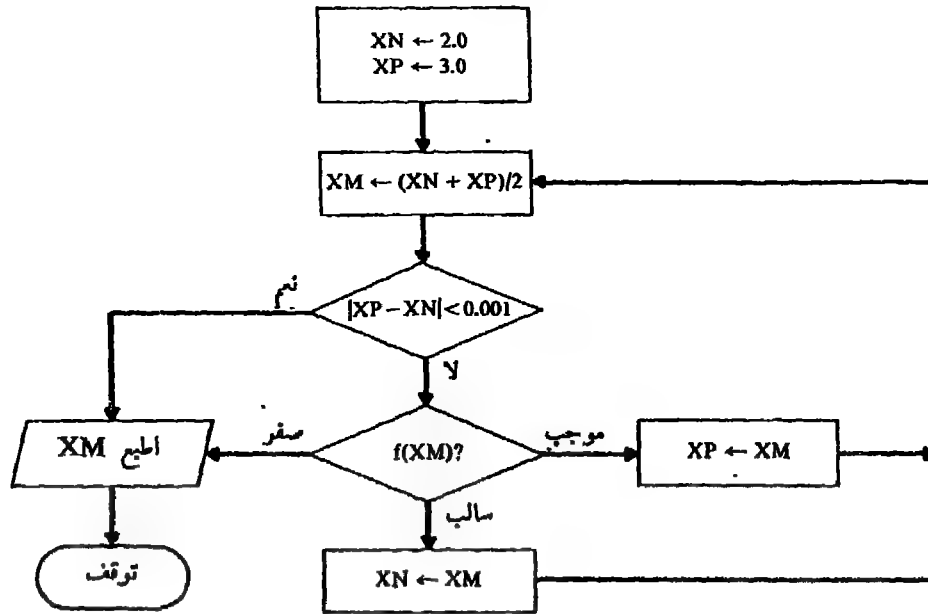 XN ← 2.0
XP ← 3.0
XM ← (XN + XP)/2
نعم
|XP – XN| < 0.001
لا
اطبع XM
صفر
f(XM)?
موجب
XP ← XM
سالب
توقف
XN ← XM